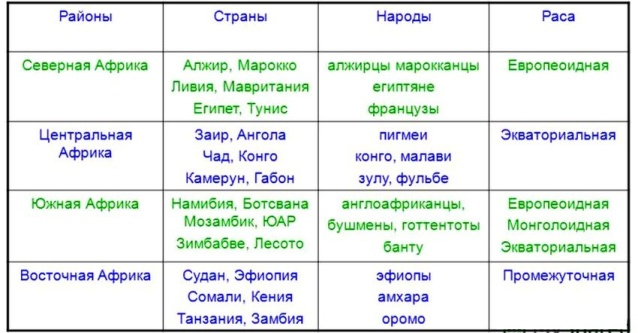 Районы Страны Народы Раса
Северная Африка Алжир, Марокко алжирцы марокканцы Европеоидная
Ливия, Мавритания египтяне
Египет, Тунис французы
Центральная Заир, Ангола пигмеи Экваториальная
Африка Чад, Конго конго, малави
Камерун, Габон зулу, фульбе
Южная Африка Намибия, Ботсвана англоафриканцы, Европеоидная
Мозамбик, ЮАР бушмены, готтентоты Монголоидная
Зимбабве, Лесото банту Экваториальная
Восточная Африка Судан, Эфиопия эфиопы Промежуточная
Сомали, Кения амхара
Танзания, Замбия оромо